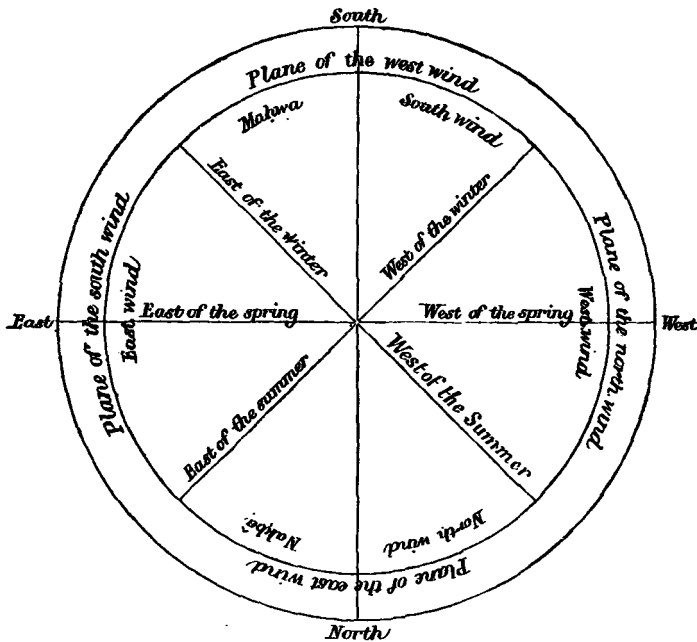 South
Plane of the west wind
Mahwa
South wind
East of the winter
West of the winter
Plane of the south wind
East wind
East of the spring
West of the spring
West wind
Plane of the north wind
East
West
East of the summer
West of the Summer
North wind
Plane of the east wind
North